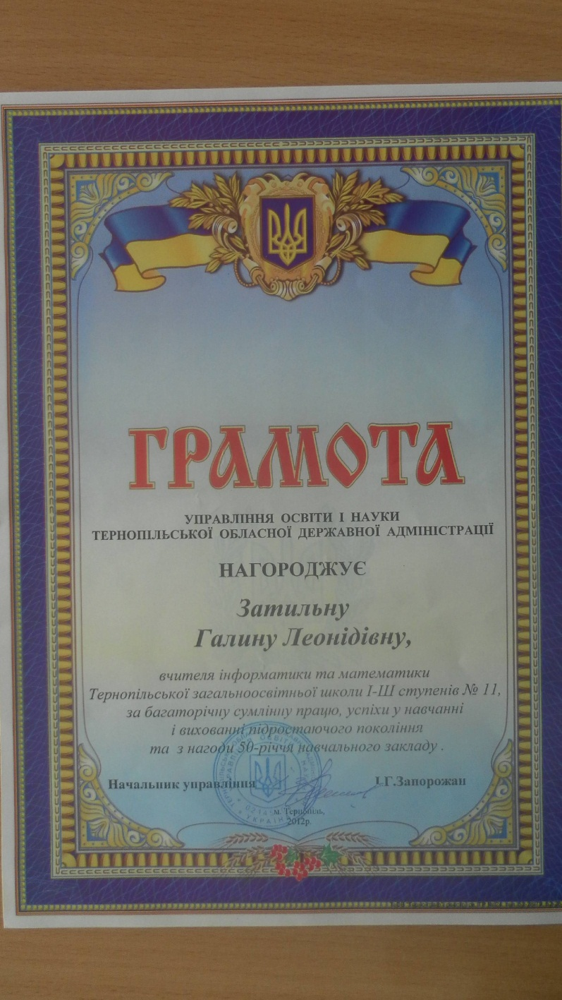 ГРАМОТА
УПРАВЛІННЯ ОСВІТИ І НАУКИ
ТЕРНОПІЛЬСЬКОЇ ОБЛАСНОЇ ДЕРЖАВНОЇ АДМІНІСТРАЦІЇ
НАГОРОДЖУЄ
Затильну
Галину Леонідівну,
вчителя інформатики та математики
Тернопільської загальноосвітньої школи І-ІІІ ступенів № 11,
за багаторічну сумлінну працю, успіхи у навчанні
і вихованні підростаючого покоління
та з нагоди 50-річчя навчального закладу .
Начальник управління І.Г.Запорожан
м. Тернопіль,
2012р.